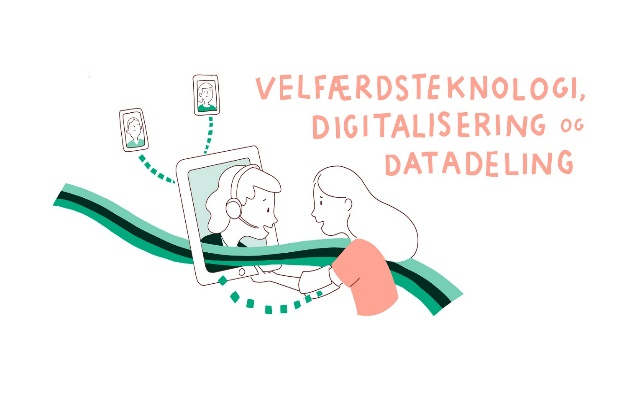 VELFÆRDSTEKNOLOGI,
DIGITALISERING OG
DATADELING